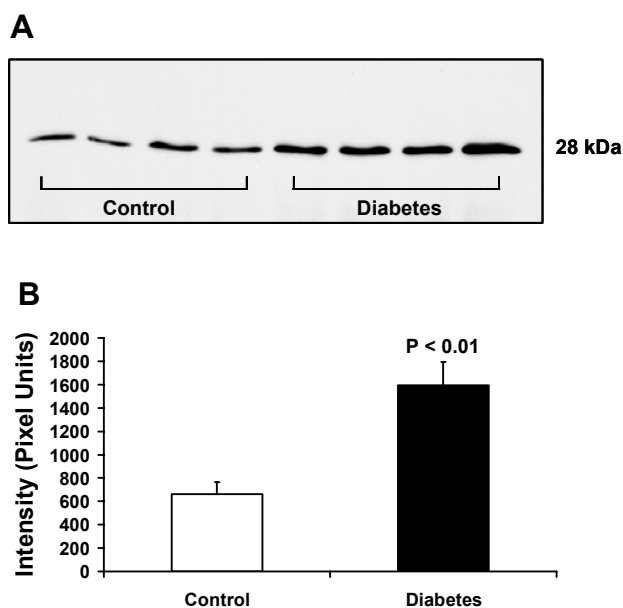 A
28 kDa
Control Diabetes
B
Intensity (Pixel Units)
2000
1800
1600
1400
1200
1000
800
600
400
200
0
P < 0.01
Control Diabetes